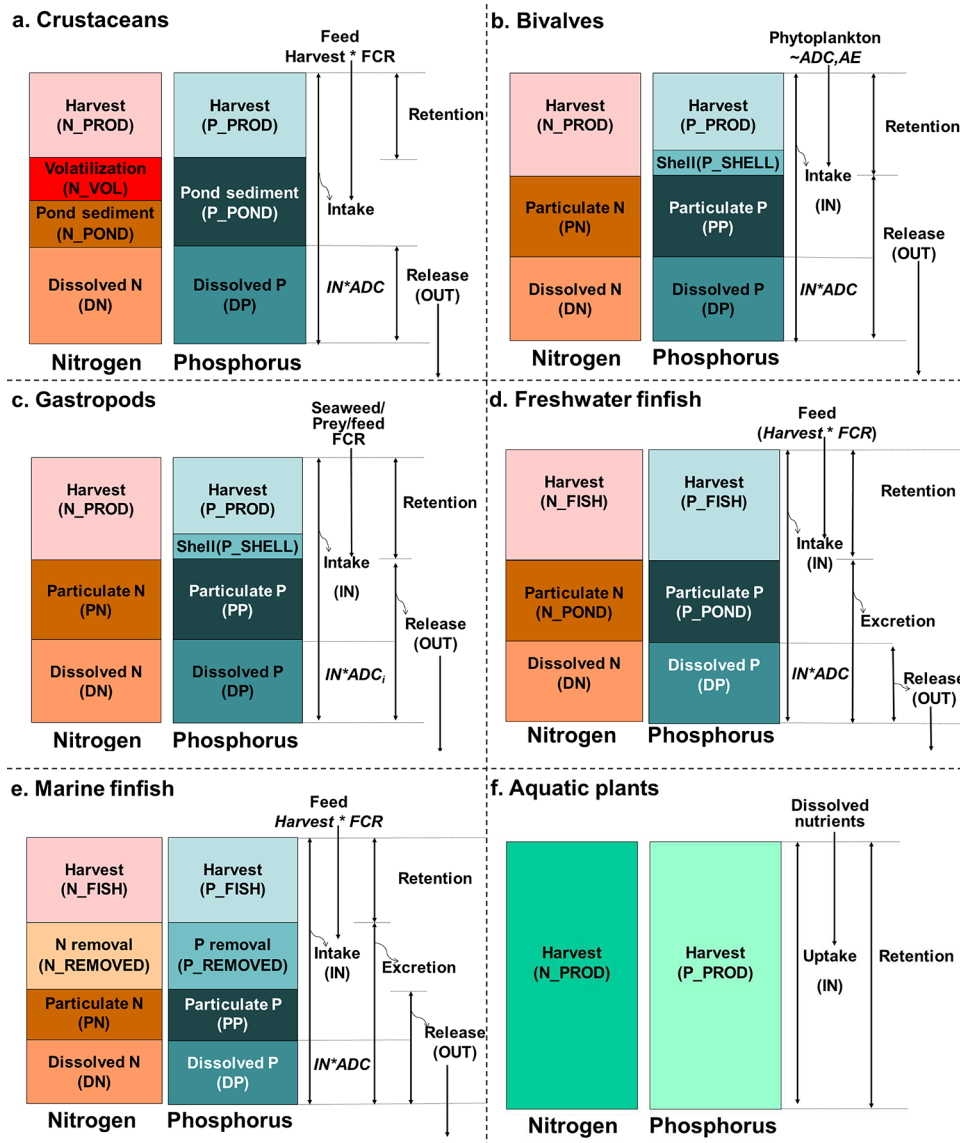 a. Crustaceans
Feed
Harvest * FCR
Harvest
(N_PROD)
Harvest
(P_PROD)
Retention
Volatilization
(N_VOL)
Pond sediment
(N_POND)
Pond sediment
(P_POND)
Intake
Dissolved N
(DN)
Dissolved P
(DP)
IN*ADC
Release
(OUT)
Nitrogen
Phosphorus
b. Bivalves
Phytoplankton
~ADC,AE
Harvest
(N_PROD)
Harvest
(P_PROD)
Shell(P_SHELL)
Retention
Intake
(IN)
Particulate N
(PN)
Particulate P
(PP)
Release
(OUT)
Dissolved N
(DN)
Dissolved P
(DP)
IN*ADC
Nitrogen
Phosphorus
c. Gastropods
Seaweed/
Prey/feed
FCR
Harvest
(N_PROD)
Harvest
(P_PROD)
Shell(P_SHELL)
Retention
Intake
(IN)
Particulate N
(PN)
Particulate P
(PP)
Release
(OUT)
Dissolved N
(DN)
Dissolved P
(DP)
IN*ADCi
Nitrogen
Phosphorus
d. Freshwater finfish
Feed
(Harvest * FCR)
Harvest
(N_FISH)
Harvest
(P_FISH)
Retention
Intake
(IN)
Particulate N
(N_POND)
Particulate P
(P_POND)
Excretion
Dissolved N
(DN)
Dissolved P
(DP)
IN*ADC
Release
(OUT)
Nitrogen
Phosphorus
e. Marine finfish
Feed
Harvest * FCR
Harvest
(N_FISH)
Harvest
(P_FISH)
Retention
N removal
(N_REMOVED)
P removal
(P_REMOVED)
Intake
(IN)
Excretion
Particulate N
(PN)
Particulate P
(PP)
Release
(OUT)
Dissolved N
(DN)
Dissolved P
(DP)
IN*ADC
Nitrogen
Phosphorus
f. Aquatic plants
Dissolved
nutrients
Harvest
(N_PROD)
Harvest
(P_PROD)
Uptake
(IN)
Retention
Nitrogen
Phosphorus